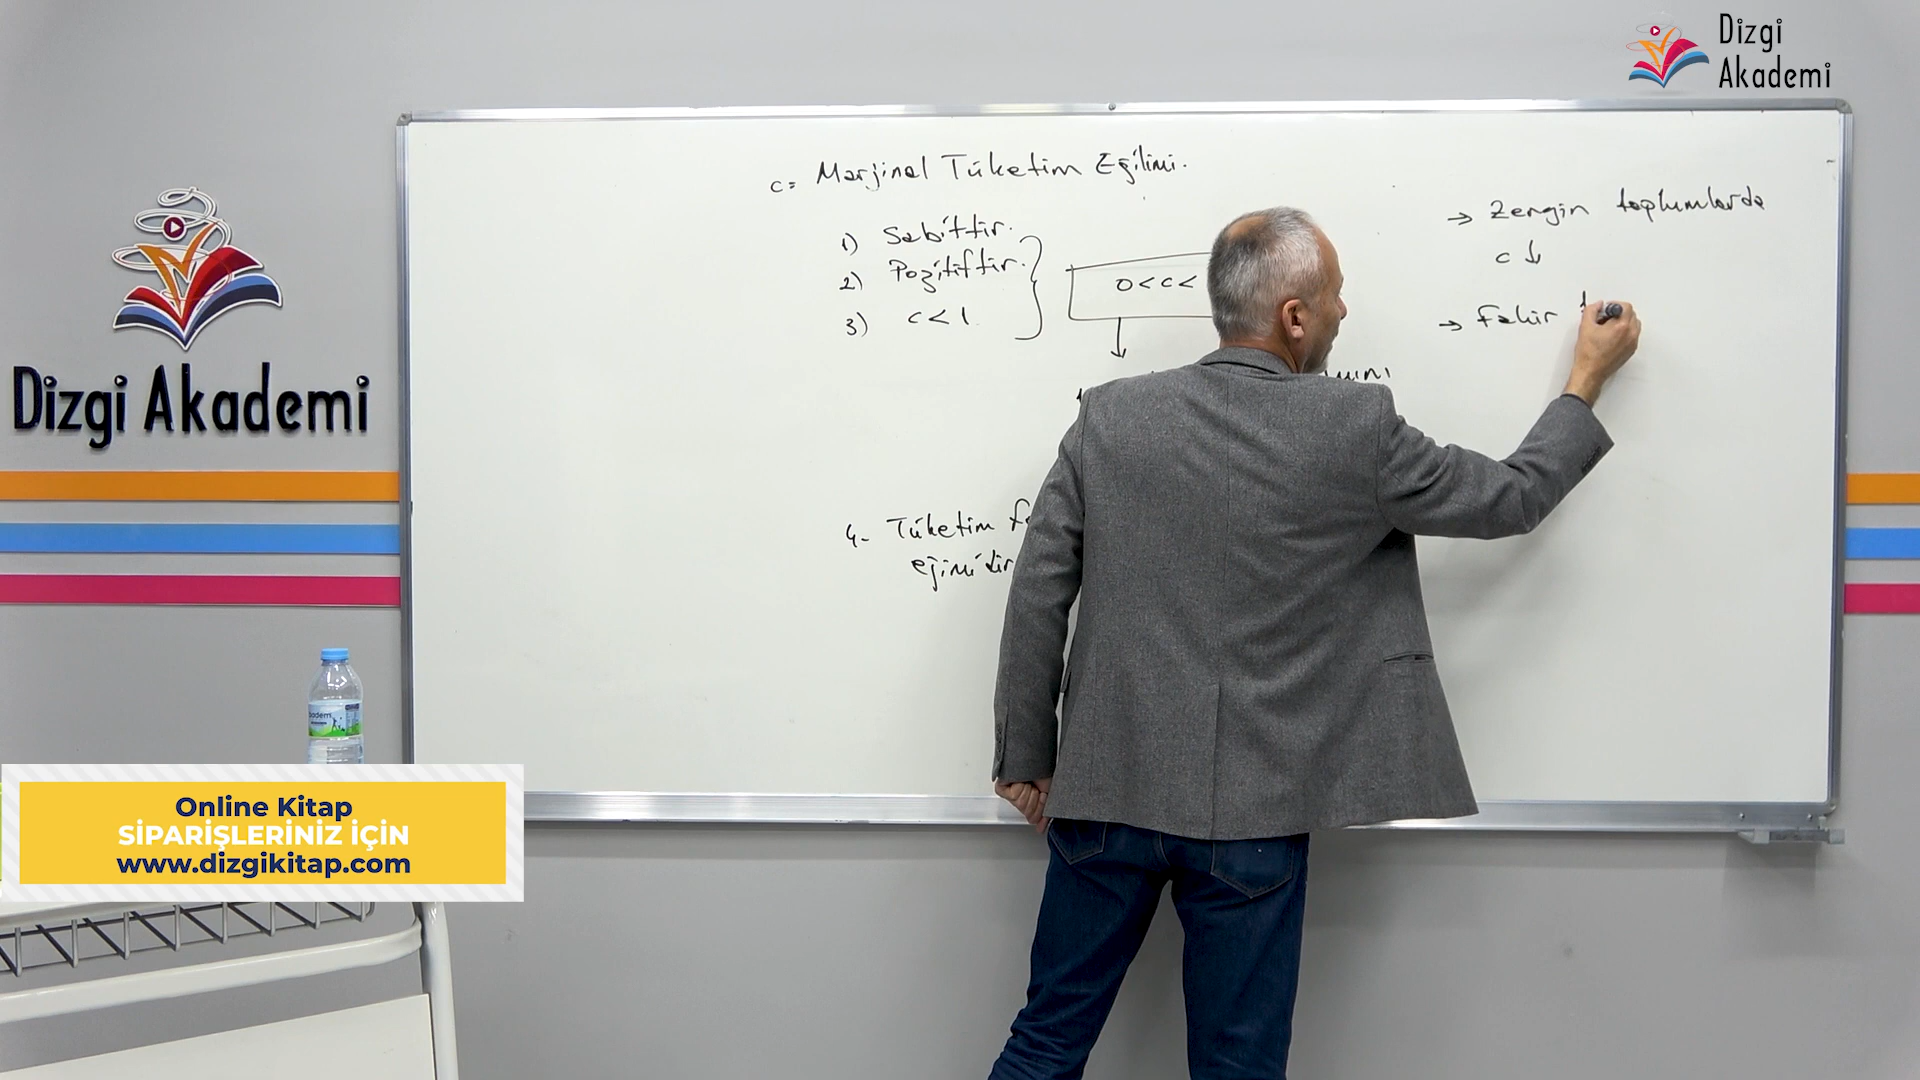 Dizgi
Akademi
Dizgi Akademi
c = Marjinal Tüketim Eğilimi.
1) Sabittir.
2) Pozitiftir.
3) c < 1
0 < c <
4- Tüketim
eğimidir
→ Zengin toplumlarda
c ↓
→ Fakir
Online Kitap
SİPARİŞLERİNİZ İÇİN
www.dizgikitap.com